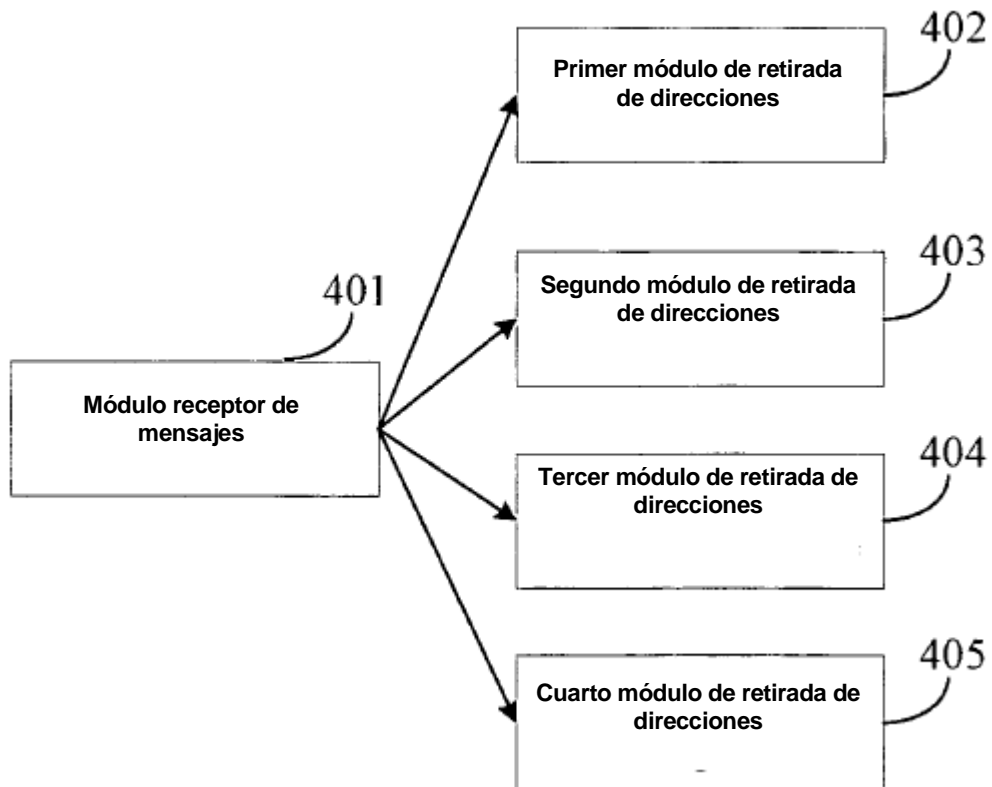 402
Primer módulo de retirada
de direcciones
403
Segundo módulo de retirada
de direcciones
401
Módulo receptor de
mensajes
404
Tercer módulo de retirada de
direcciones
405
Cuarto módulo de retirada de
direcciones